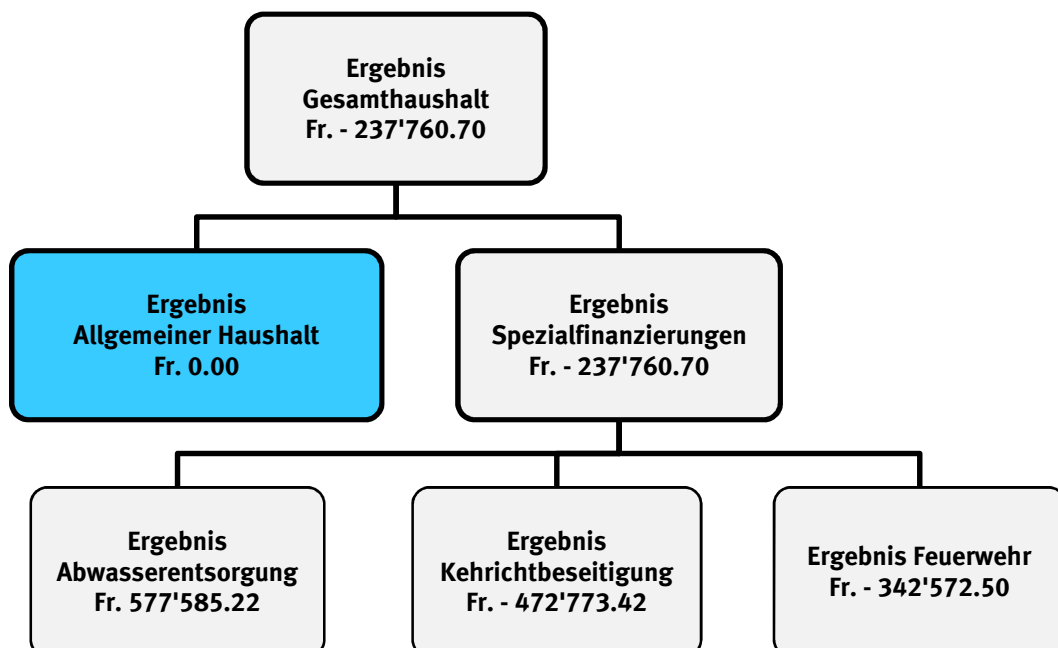 Ergebnis
Gesamthaushalt
Fr. - 237'760.70
Ergebnis
Allgemeiner Haushalt
Fr. 0.00
Ergebnis
Spezialfinanzierungen
Fr. - 237'760.70
Ergebnis
Abwasserentsorgung
Fr. 577'585.22
Ergebnis
Kehrichtbeseitigung
Fr. - 472'773.42
Ergebnis Feuerwehr
Fr. - 342'572.50